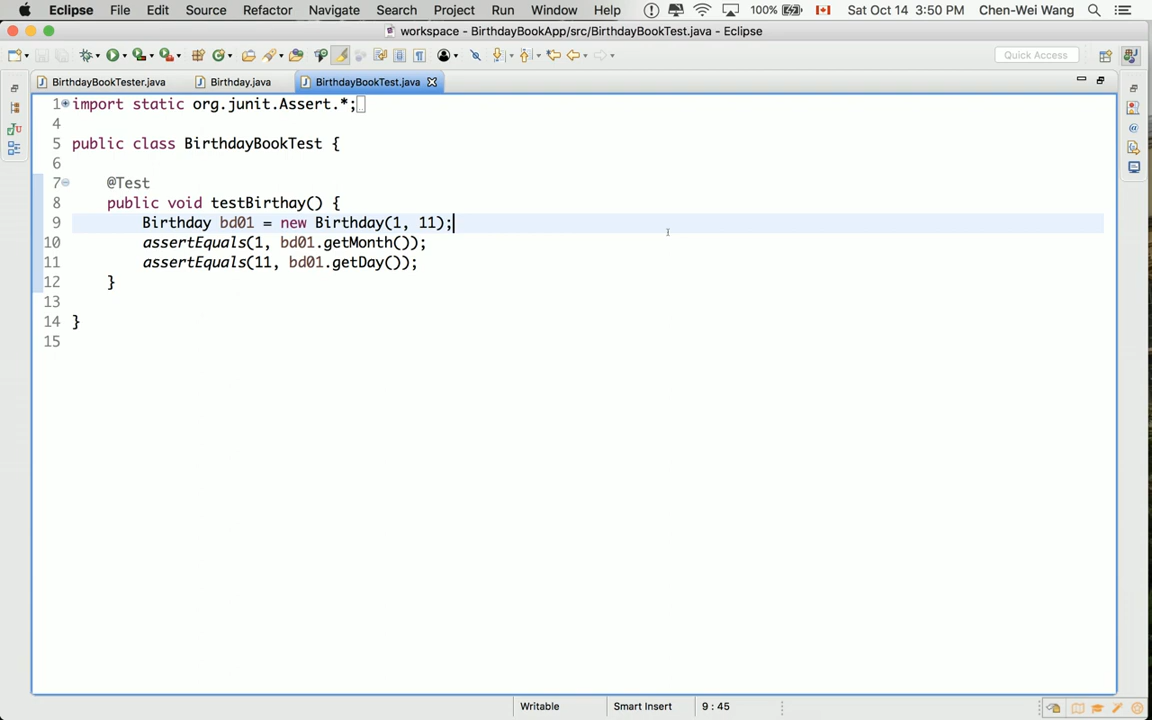 Eclipse File Edit Source Refactor Navigate Search Project Run Window Help 100% Sat Oct 14 3:50 PM Chen-Wei Wang
workspace - BirthdayBookApp/src/BirthdayBookTest.java - Eclipse
Quick Access
BirthdayBookTester.java Birthday.java BirthdayBookTest.java
1 import static org.junit.Assert.*;
4
5 public class BirthdayBookTest {
6
7 @Test
8 public void testBirthay() {
9 Birthday bd01 = new Birthday(1, 11);
10 assertEquals(1, bd01.getMonth());
11 assertEquals(11, bd01.getDay());
12 }
13
14 }
15
Writable Smart Insert 9 : 45